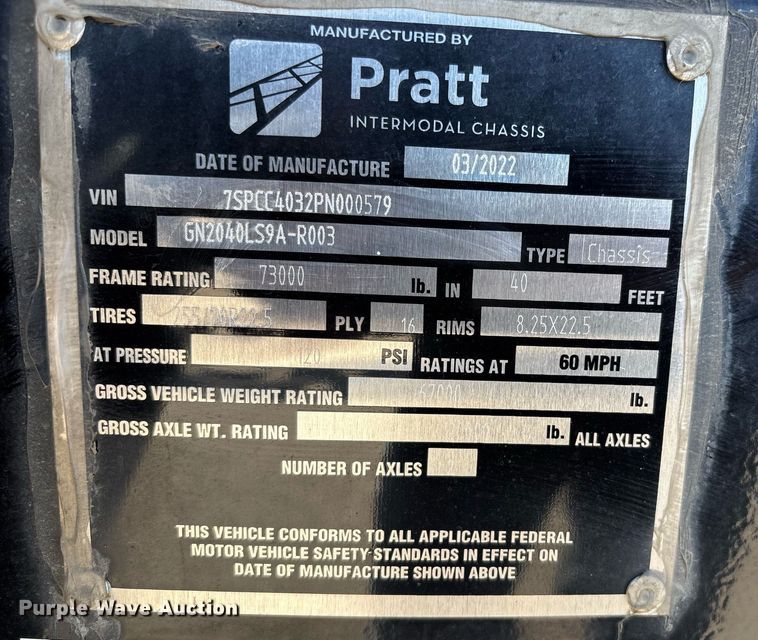 MANUFACTURED BY
Pratt
INTERMODAL CHASSIS
DATE OF MANUFACTURE 03/2022
VIN 7SPCC4032PN000579
MODEL GN2040LS9A-R003 TYPE Chassis
FRAME RATING 73000 lb. IN 40 FEET
TIRES 255/70R22.5 PLY 16 RIMS 8.25X22.5
AT PRESSURE 120 PSI RATINGS AT 60 MPH
GROSS VEHICLE WEIGHT RATING 67000 lb.
GROSS AXLE WT. RATING lb. ALL AXLES
NUMBER OF AXLES
THIS VEHICLE CONFORMS TO ALL APPLICABLE FEDERAL
MOTOR VEHICLE SAFETY STANDARDS IN EFFECT ON
DATE OF MANUFACTURE SHOWN ABOVE
Purple Wave Auction